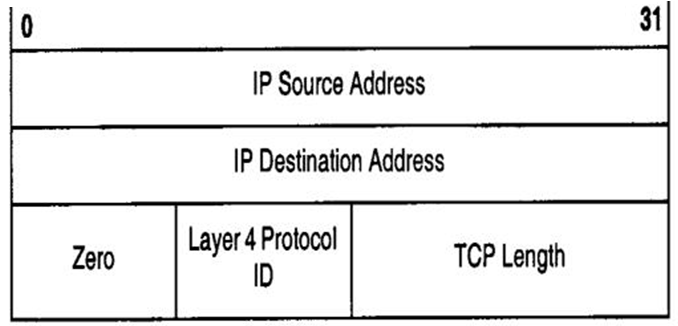 0 31
IP Source Address
IP Destination Address
Zero
Layer 4 Protocol
ID
TCP Length